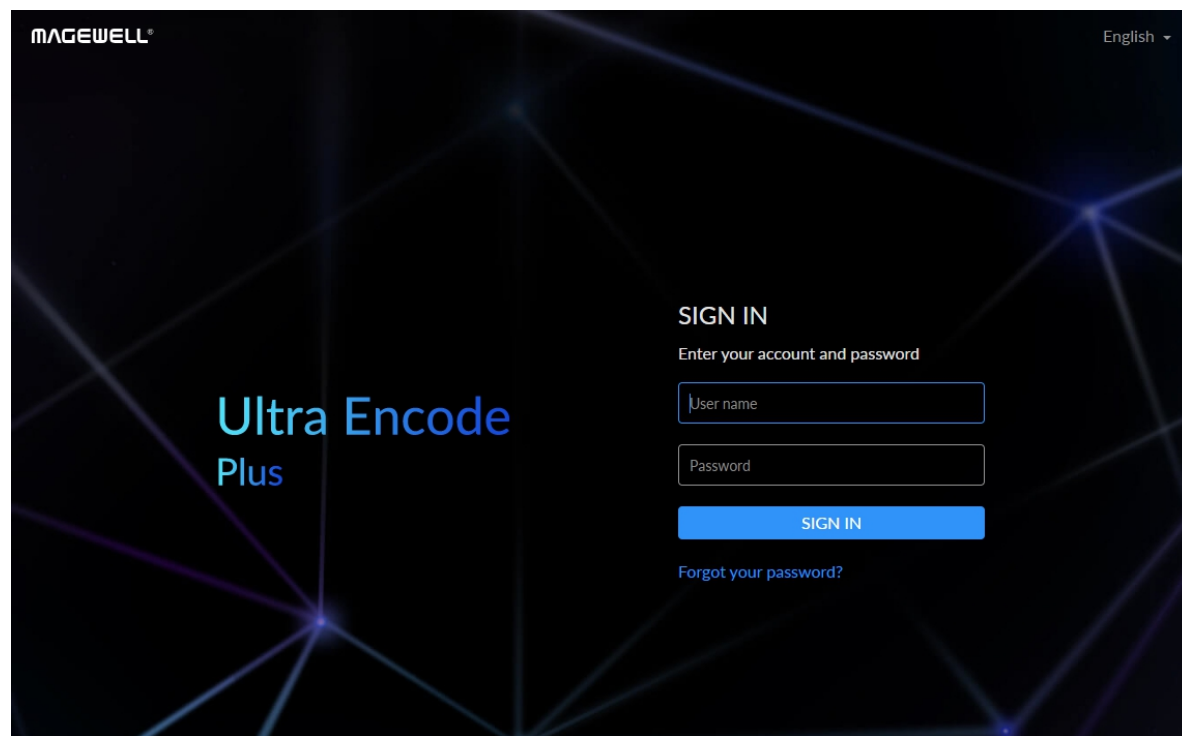 MAGEWELL®
English
Ultra Encode
Plus
SIGN IN
Enter your account and password
User name
Password
SIGN IN
Forgot your password?